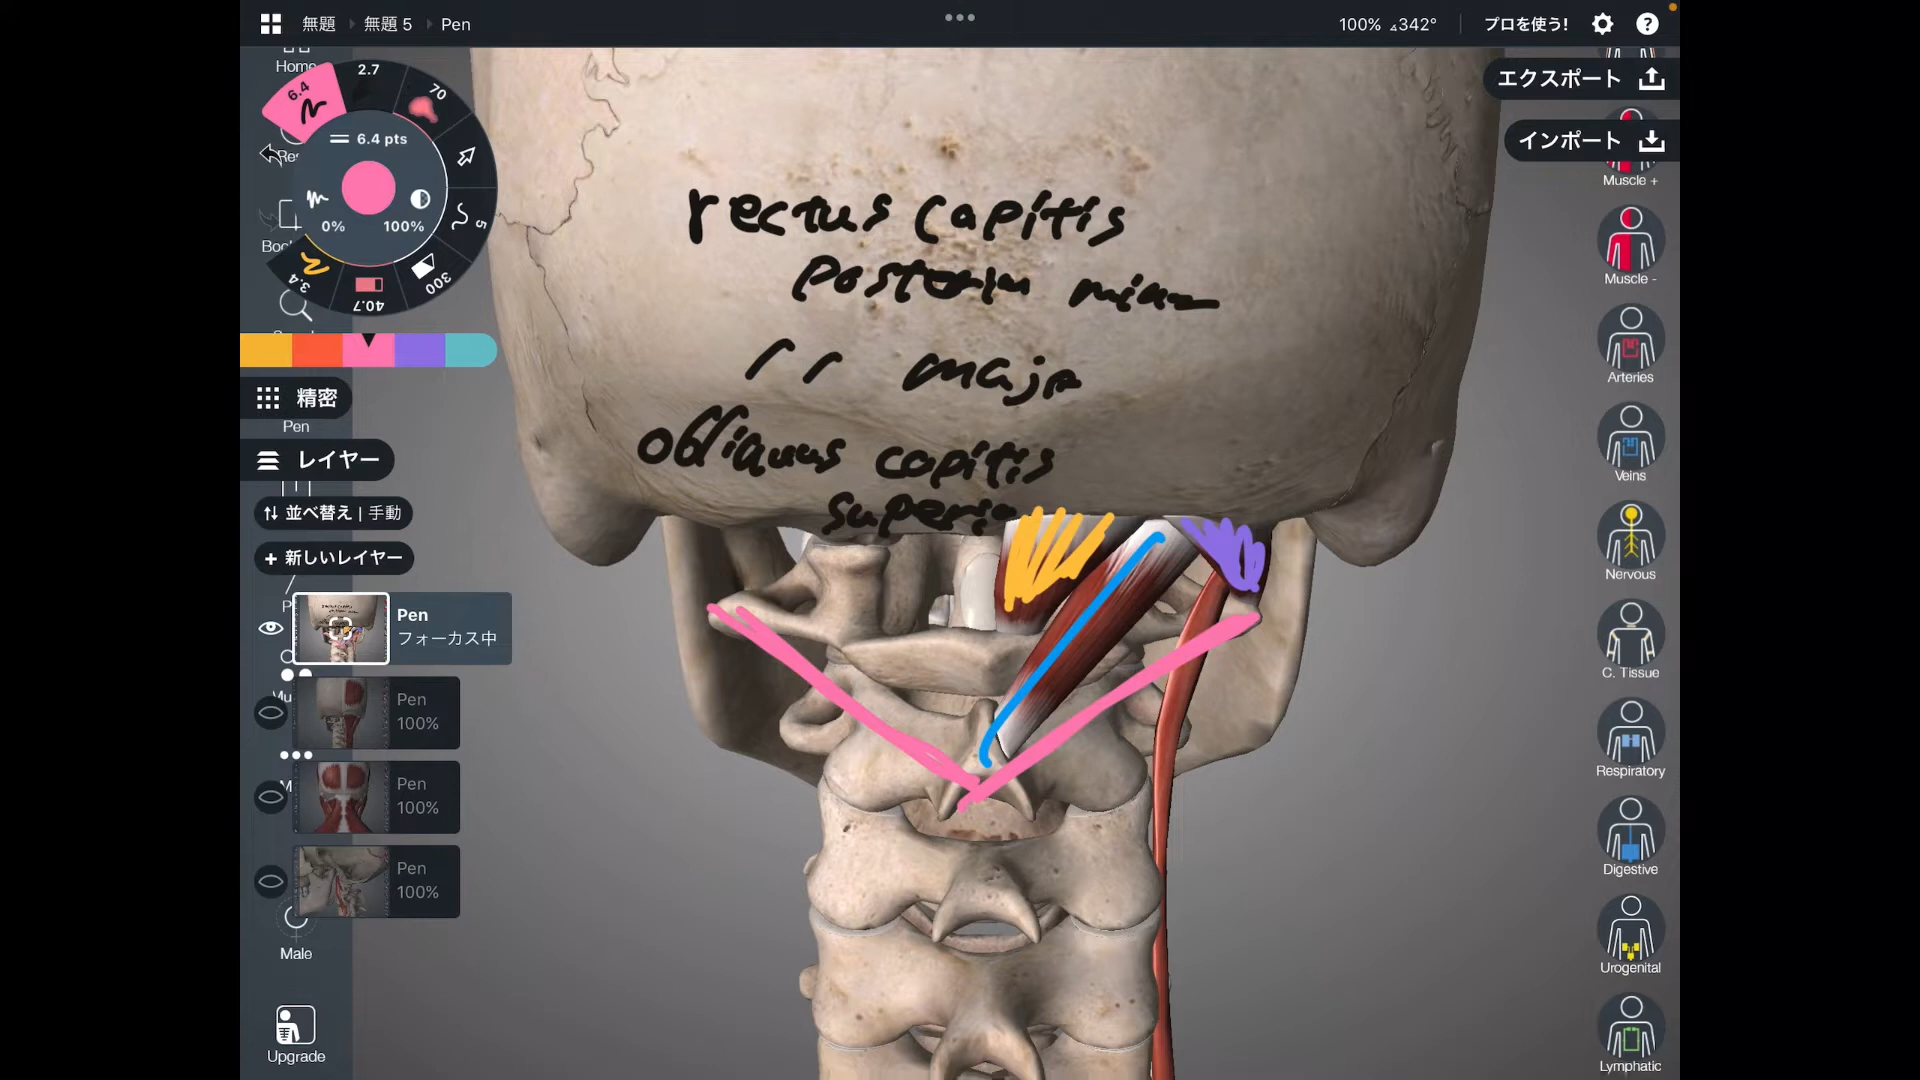 無題 無題 5 Pen
100% ⊿342° プロを使う!
Home
2.7
6.4
70
6.4 pts
0% 100%
5
300
40.7
3.4
エクスポート
インポート
精密
Pen
レイヤー
並べ替え | 手動
+ 新しいレイヤー
Pen
フォーカス中
Pen
100%
Pen
100%
Pen
100%
Male
Upgrade
rectus capitis
posterior minor
〃 major
obliquus capitis
superior
Muscle +
Muscle -
Arteries
Veins
Nervous
C. Tissue
Respiratory
Digestive
Urogenital
Lymphatic